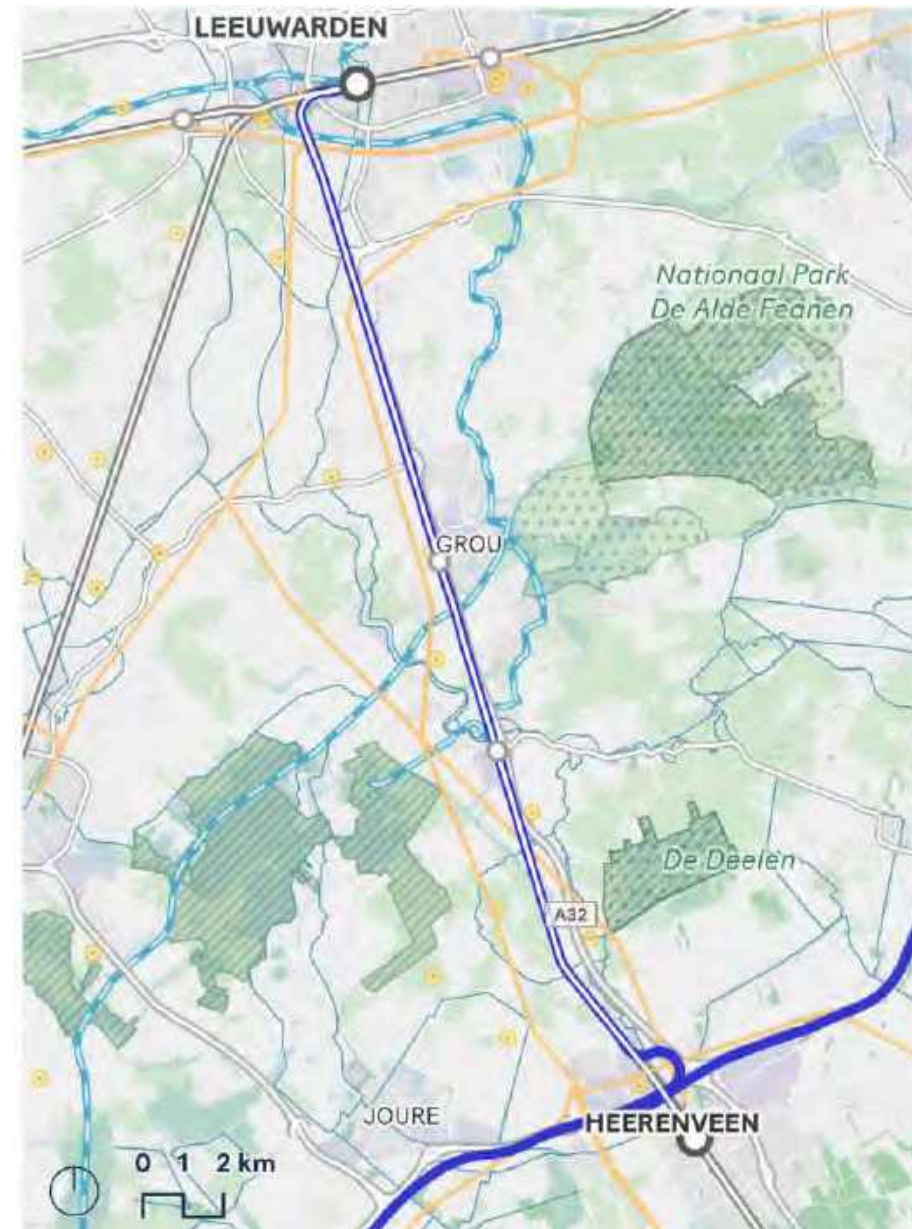 LEEUWARDEN
Nationaal Park
De Alde Feanen
GROU
De Deelen
A32
HEERENVEEN
JOURE
0 1 2 km